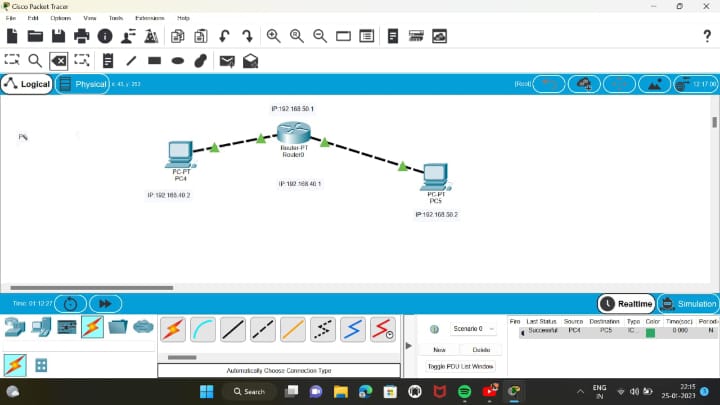 Cisco Packet Tracer
File Edit Options View Tools Extensions Help
Logical
Physical
(Root)
12:17:00
IP:192.168.50.1
Router-PT
Router0
PC-PT
PC4
IP:192.168.40.1
PC-PT
PC5
IP:192.168.40.2
IP:192.168.50.2
Time: 01:12:27
Realtime
Simulation
Scenario 0
New
Delete
Toggle PDU List Window
Fire Last Status Source Destination Type Color Time(sec) Periodi
Successful PC4 PC5 IC... 0.000 N
Automatically Choose Connection Type
Search
ENG
IN
22:15
25-01-2023